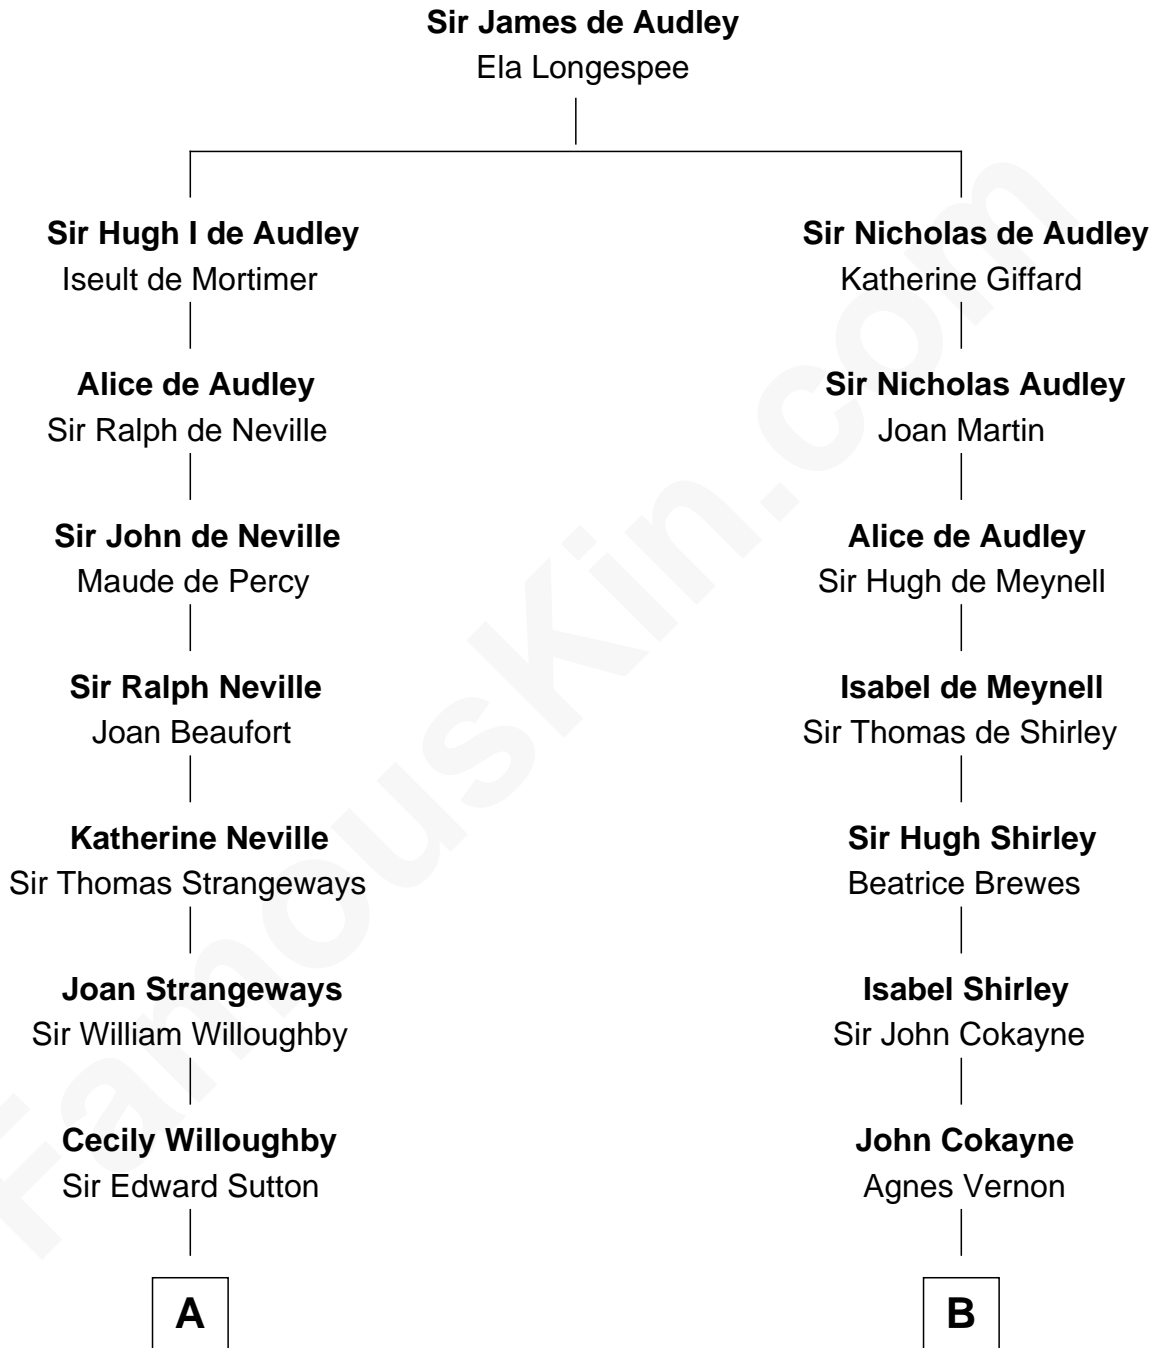 Sir James de Audley
Ela Longespee
Sir Hugh I de Audley
Iseult de Mortimer
Sir Nicholas de Audley
Katherine Giffard
Alice de Audley
Sir Ralph de Neville
Sir Nicholas Audley
Joan Martin
Sir John de Neville
Maude de Percy
Alice de Audley
Sir Hugh de Meynell
Sir Ralph Neville
Joan Beaufort
Isabel de Meynell
Sir Thomas de Shirley
Katherine Neville
Sir Thomas Strangeways
Sir Hugh Shirley
Beatrice Brewes
Joan Strangeways
Sir William Willoughby
Isabel Shirley
Sir John Cokayne
Cecily Willoughby
Sir Edward Sutton
John Cokayne
Agnes Vernon
A
B
FamousKin.com